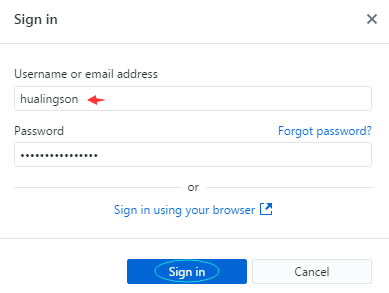 Sign in
Username or email address
hualingson
Password Forgot password?
••••••••••••••••
or
Sign in using your browser
Sign in Cancel